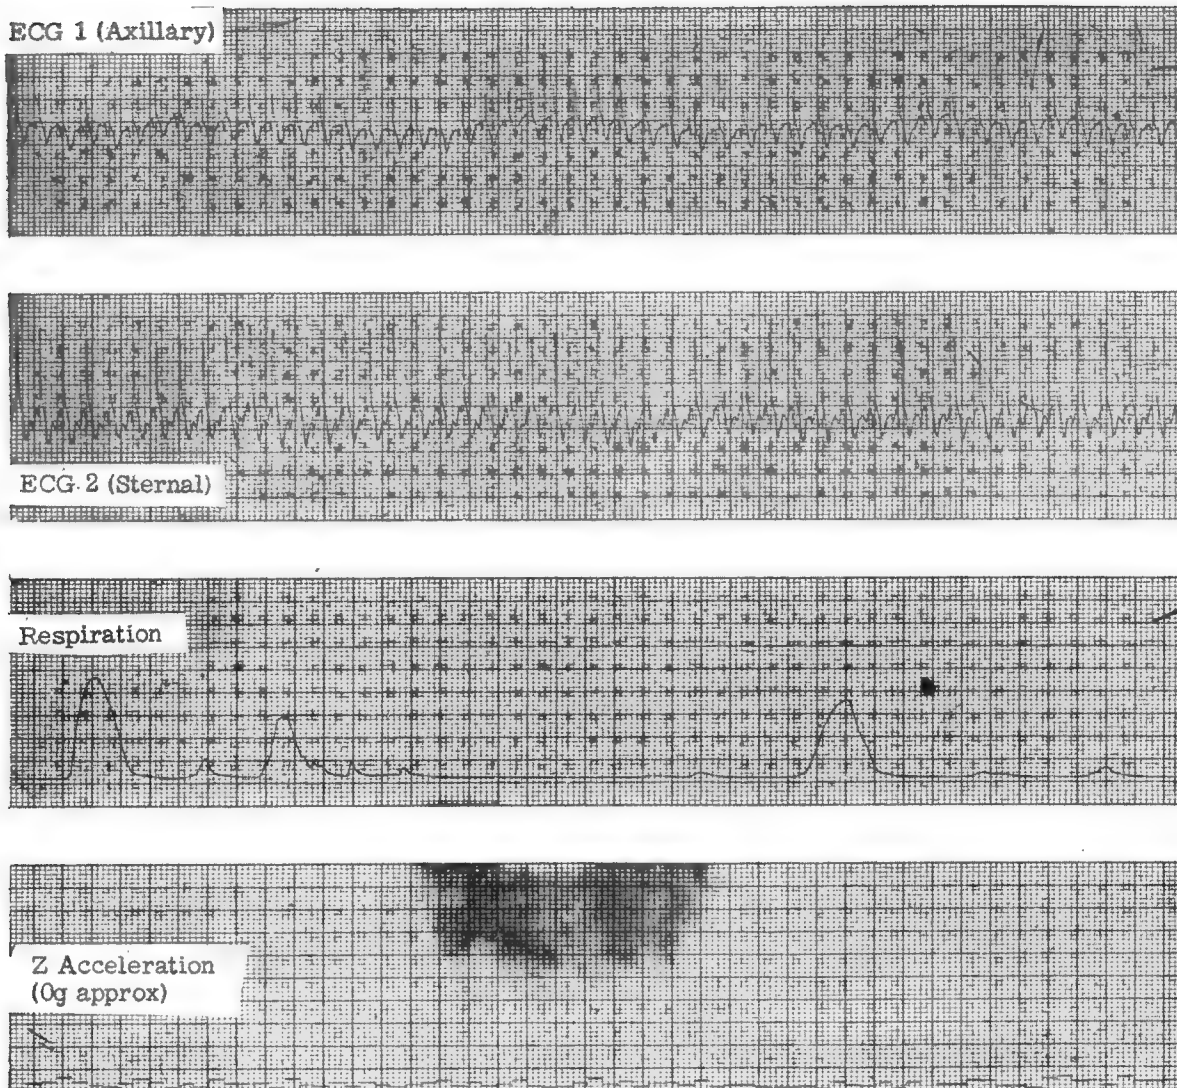 ECG 1 (Axillary)
ECG 2 (Sternal)
Respiration
Z Acceleration
(0g approx)